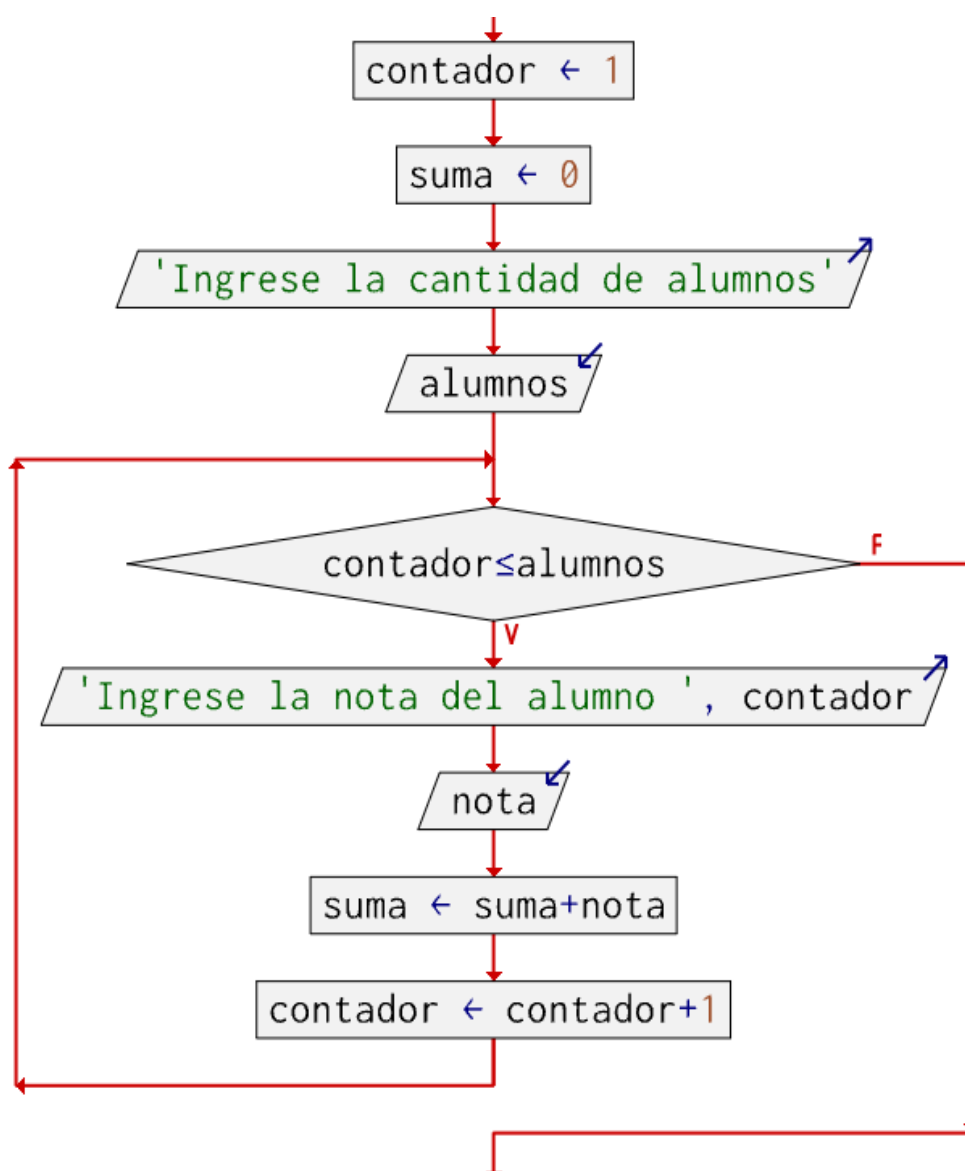 contador ← 1
suma ← 0
'Ingrese la cantidad de alumnos'
alumnos
contador≤alumnos
F
V
'Ingrese la nota del alumno ', contador
nota
suma ← suma+nota
contador ← contador+1